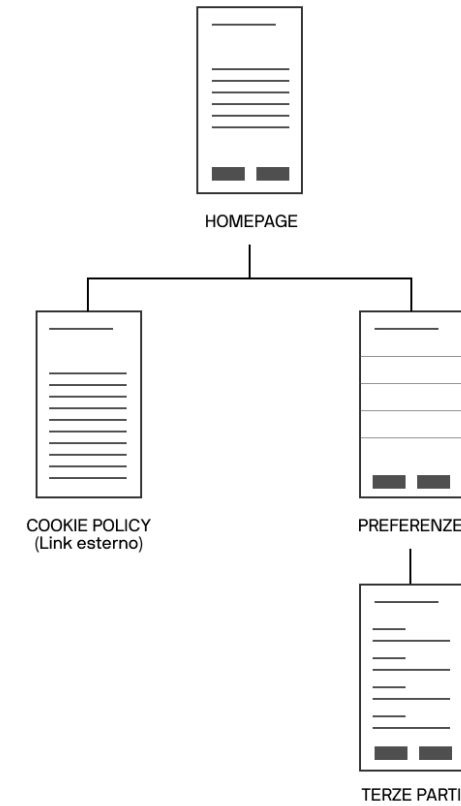 HOMEPAGE
COOKIE POLICY
(Link esterno)
PREFERENZE
TERZE PARTI